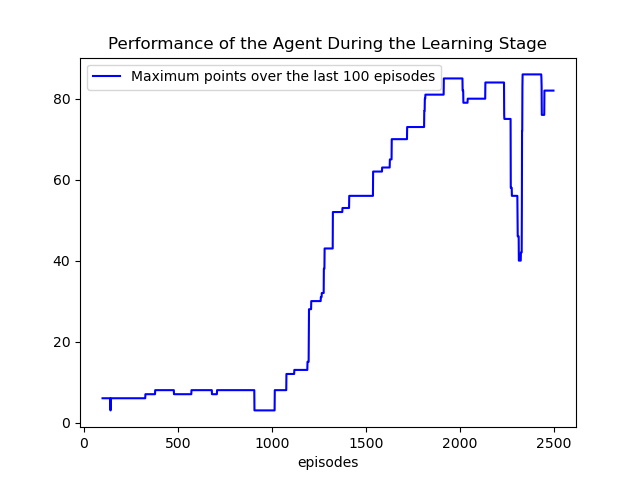 Performance of the Agent During the Learning Stage
Maximum points over the last 100 episodes
80
60
40
20
0
0 500 1000 1500 2000 2500
episodes